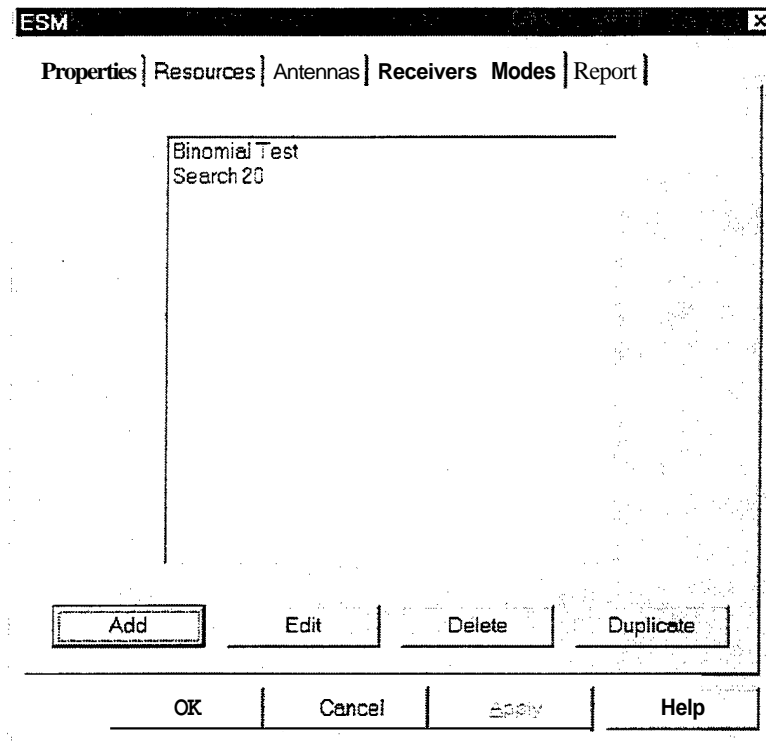 ESM
Properties Resources Antennas Receivers Modes Report
Binomial Test
Search 20
Add Edit Delete Duplicate
OK Cancel Apply Help